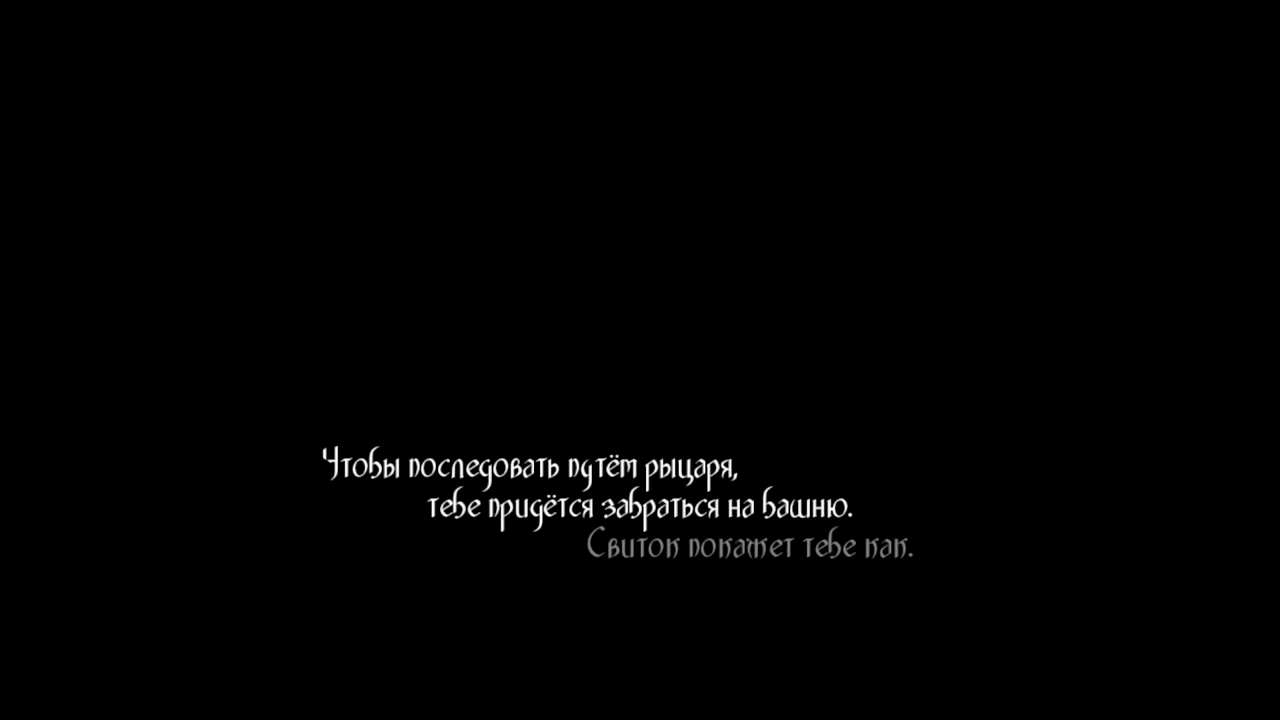 Чтобы последовать путём рыцаря,
тебе придётся забраться на башню.
Свиток покажет тебе как.